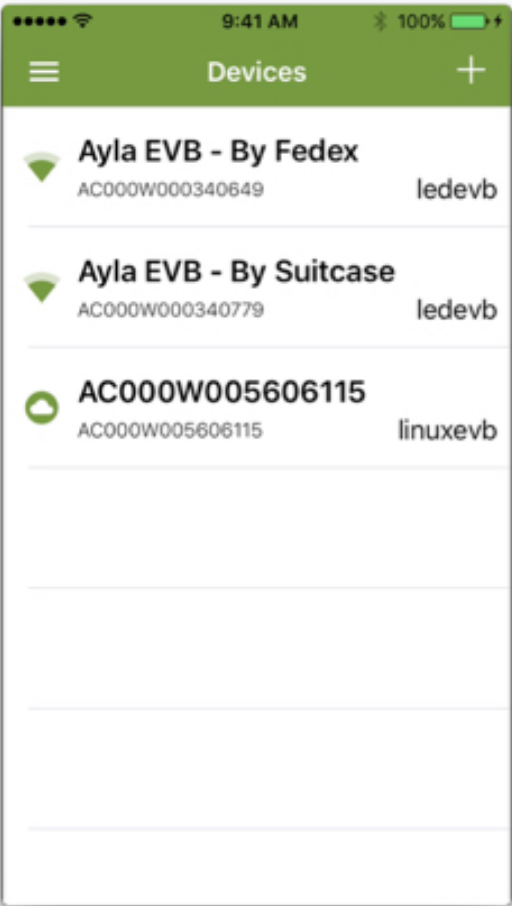 9:41 AM
100%
Devices
Ayla EVB - By Fedex
AC000W000340649
ledevb
Ayla EVB - By Suitcase
AC000W000340779
ledevb
AC000W005606115
AC000W005606115
linuxevb